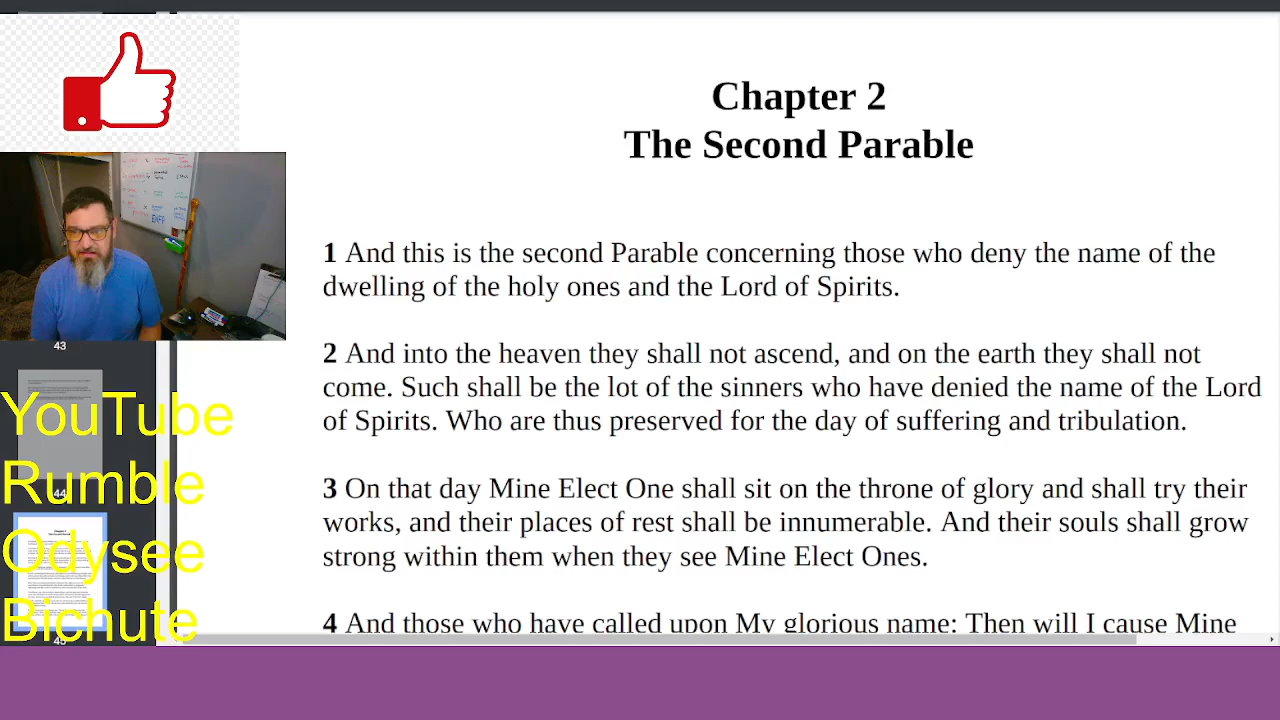 Chapter 2
The Second Parable
1 And this is the second Parable concerning those who deny the name of the
dwelling of the holy ones and the Lord of Spirits.
2 And into the heaven they shall not ascend, and on the earth they shall not
come. Such shall be the lot of the sinners who have denied the name of the Lord
of Spirits. Who are thus preserved for the day of suffering and tribulation.
3 On that day Mine Elect One shall sit on the throne of glory and shall try their
works, and their places of rest shall be innumerable. And their souls shall grow
strong within them when they see Mine Elect Ones.
4 And those who have called upon My glorious name: Then will I cause Mine
43
YouTube
Rumble
44
Odysee
Bichute
45